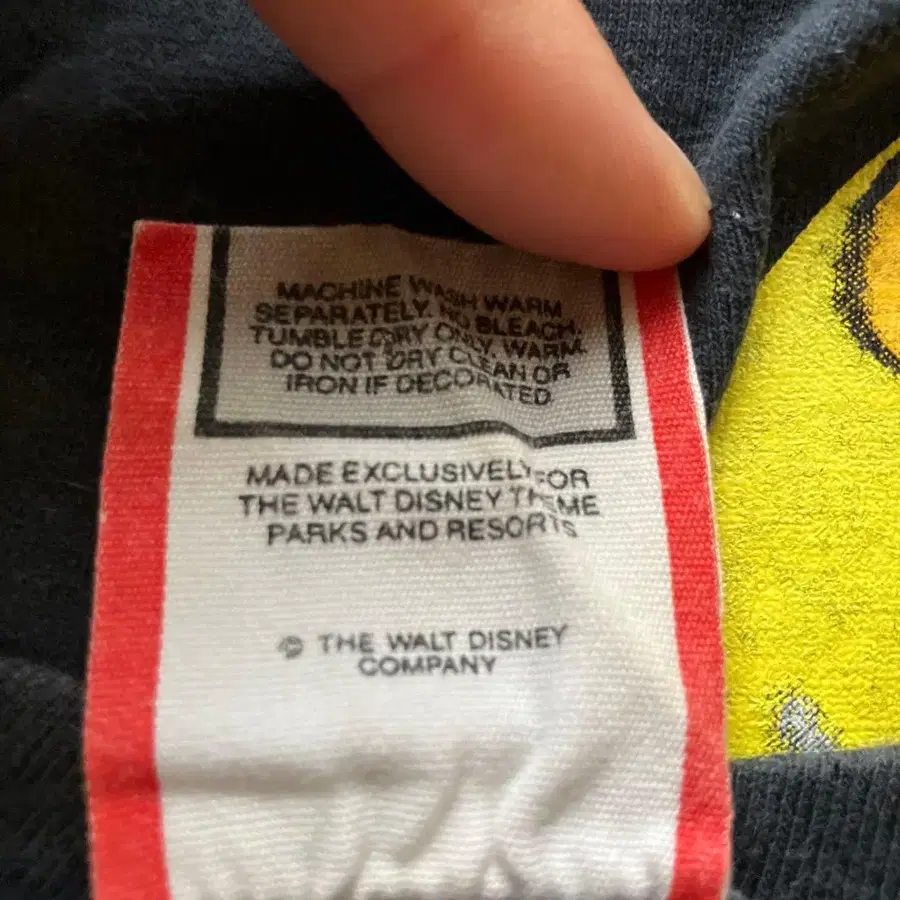 MACHINE WASH WARM
SEPARATELY. NO BLEACH.
TUMBLE DRY ONLY, WARM.
DO NOT DRY CLEAN OR
IRON IF DECORATED
MADE EXCLUSIVELY FOR
THE WALT DISNEY THEME
PARKS AND RESORTS
© THE WALT DISNEY
COMPANY